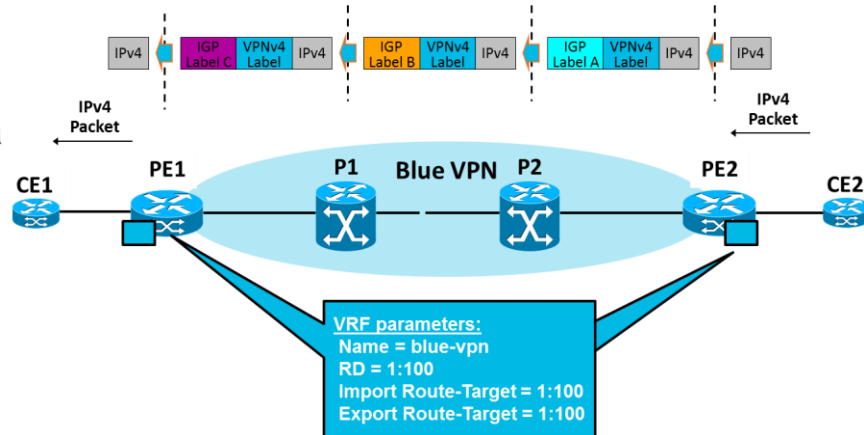 IPv4
IGP Label C
VPNv4 Label
IPv4
IGP Label B
VPNv4 Label
IPv4
IGP Label A
VPNv4 Label
IPv4
IPv4
IPv4
Packet
IPv4
Packet
CE1
PE1
P1
Blue VPN
P2
PE2
CE2
VRF parameters:
Name = blue-vpn
RD = 1:100
Import Route-Target = 1:100
Export Route-Target = 1:100